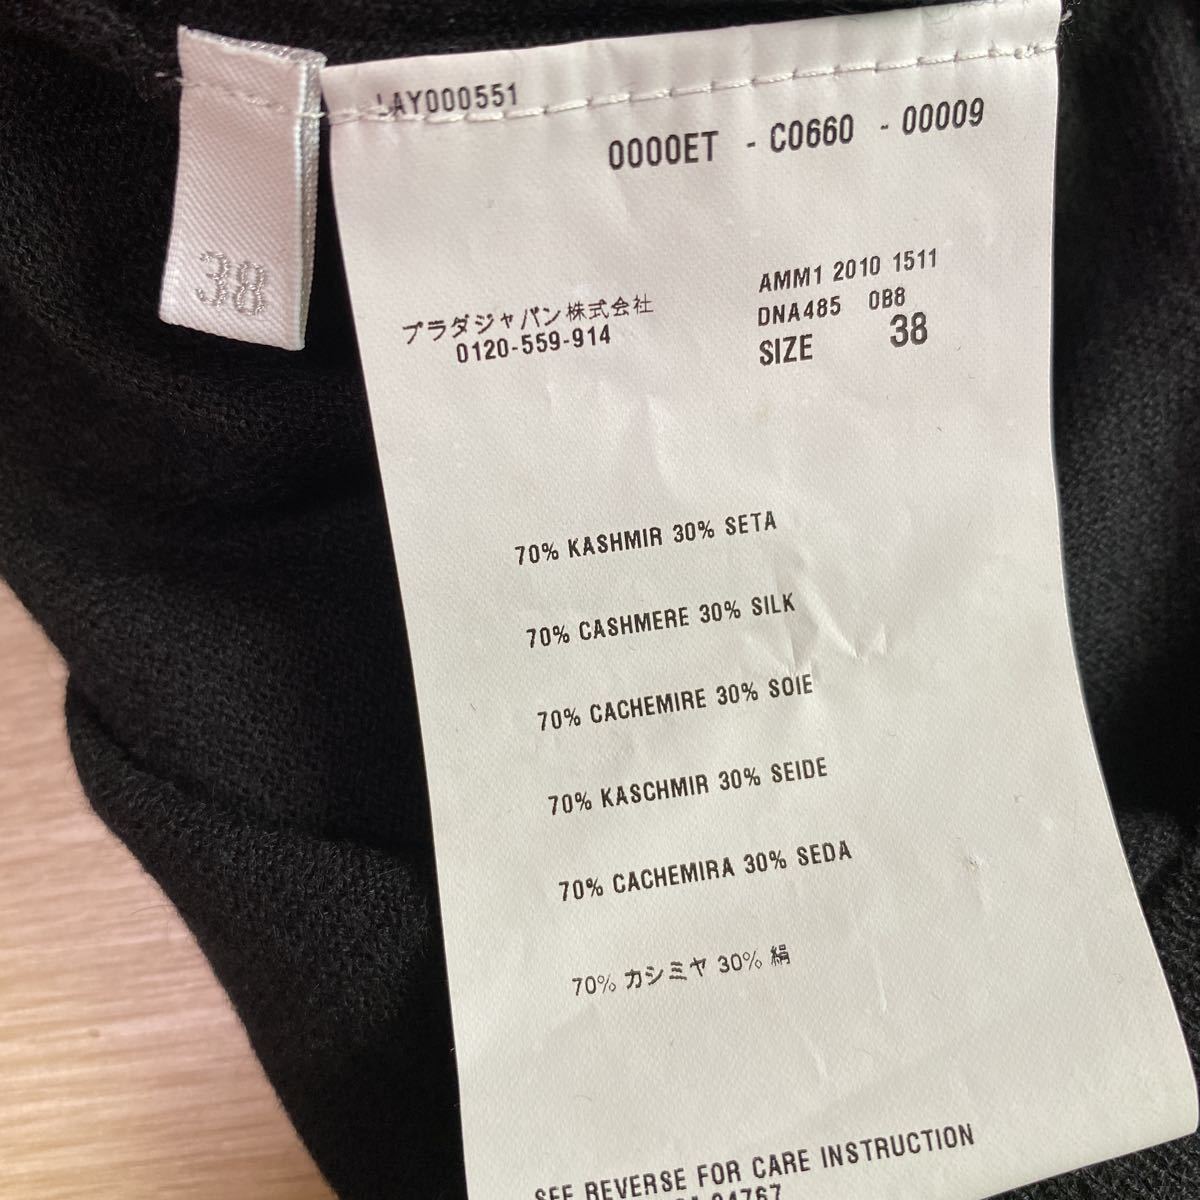 38
LAY000551
0000ET - C0660 - 00009
プラダジャパン株式会社
0120-559-914
AMM1 2010 1511
DNA485 0B8
SIZE 38
70% KASHMIR 30% SETA
70% CASHMERE 30% SILK
70% CACHEMIRE 30% SOIE
70% KASCHMIR 30% SEIDE
70% CACHEMIRA 30% SEDA
70% カシミヤ 30% 絹
SEE REVERSE FOR CARE INSTRUCTION
04767